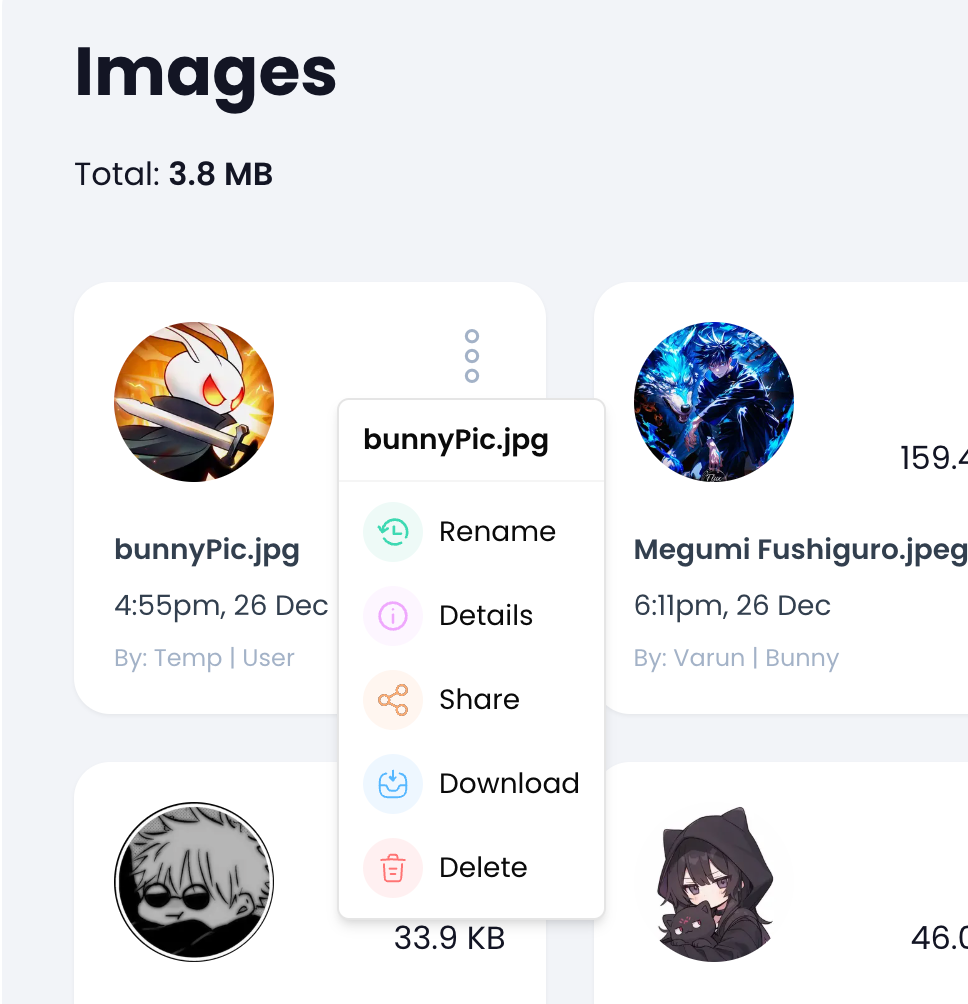 Images
Total: 3.8 MB
bunnyPic.jpg
4:55pm, 26 Dec
By: Temp | User
bunnyPic.jpg
Rename
Details
Share
Download
Delete
159.4
Megumi Fushiguro.jpeg
6:11pm, 26 Dec
By: Varun | Bunny
33.9 KB
46.0